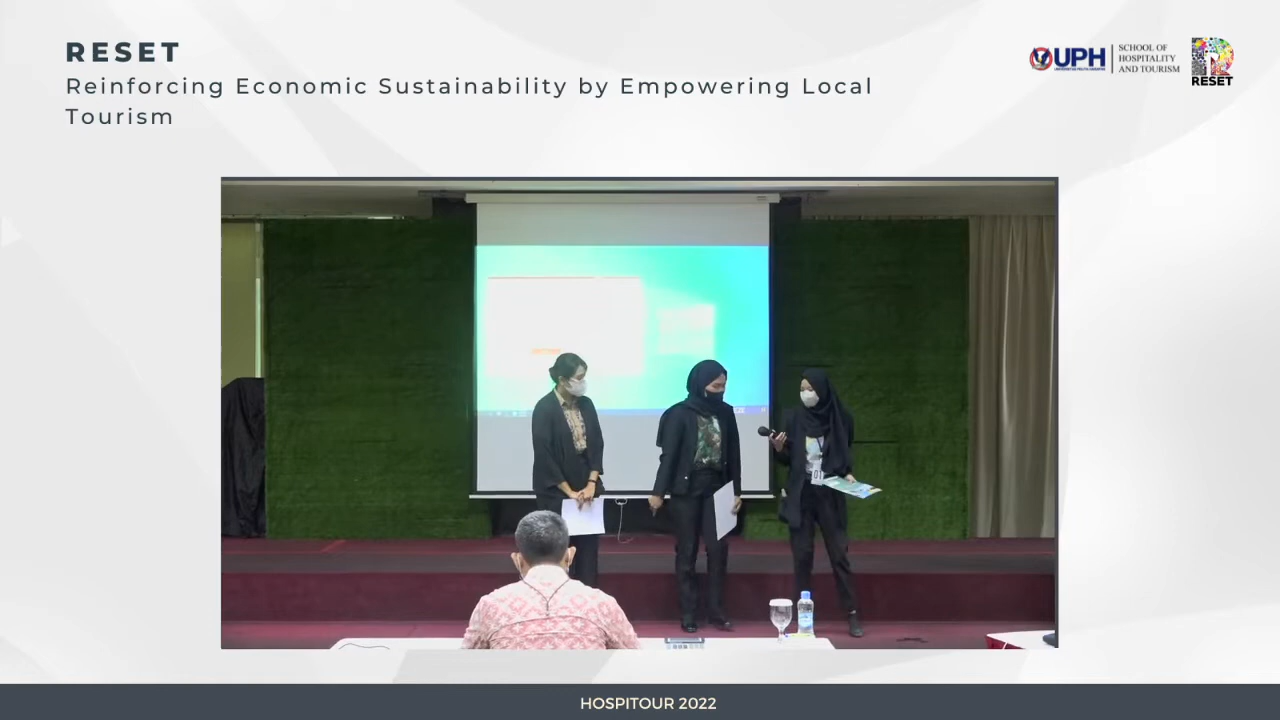 RESET
Reinforcing Economic Sustainability by Empowering Local
Tourism
UPH
SCHOOL OF
HOSPITALITY
AND TOURISM
RESET
HOSPITOUR 2022